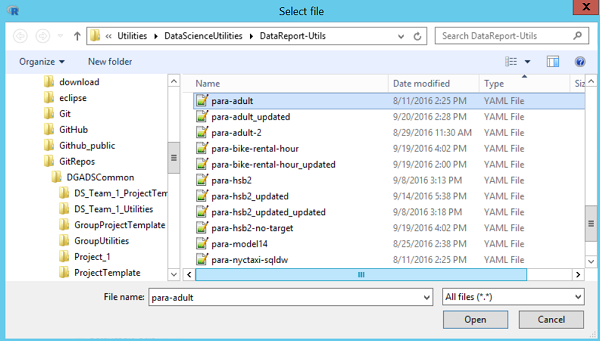 Select file
« Utilities DataScienceUtilities DataReport-Utils
Search DataReport-Utils
Organize New folder
download
eclipse
Git
GitHub
Github_public
GitRepos
DGADSCommon
DS_Team_1_ProjectTem
DS_Team_1_Utilities
GroupProjectTemplate
GroupUtilities
Project_1
ProjectTemplate
Name Date modified Type Siz
para-adult 8/11/2016 2:25 PM YAML File
para-adult_updated 9/20/2016 2:28 PM YAML File
para-adult-2 8/29/2016 11:30 AM YAML File
para-bike-rental-hour 9/19/2016 4:02 PM YAML File
para-bike-rental-hour_updated 9/19/2016 2:00 PM YAML File
para-hsb2 9/8/2016 3:13 PM YAML File
para-hsb2_updated 9/14/2016 5:38 PM YAML File
para-hsb2_updated_updated 9/8/2016 3:18 PM YAML File
para-hsb2-no-target 9/19/2016 4:02 PM YAML File
para-model14 8/25/2016 2:38 PM YAML File
para-nyctaxi-sqldw 8/11/2016 2:25 PM YAML File
File name: para-adult All files (*.*)
Open Cancel